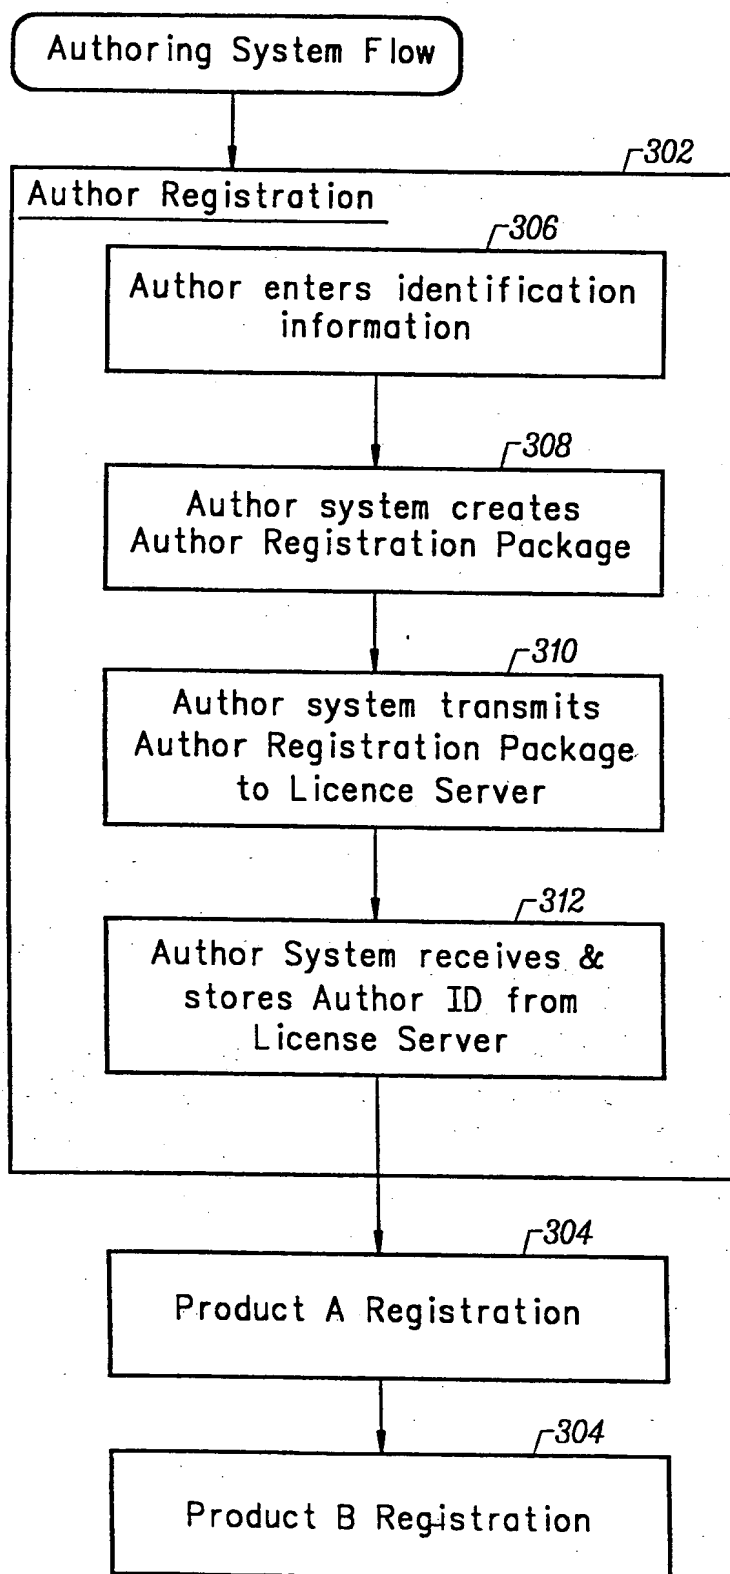 Authoring System Flow
302
Author Registration
306
Author enters identification
information
308
Author system creates
Author Registration Package
310
Author system transmits
Author Registration Package
to Licence Server
312
Author System receives &
stores Author ID from
License Server
304
Product A Registration
304
Product B Registration